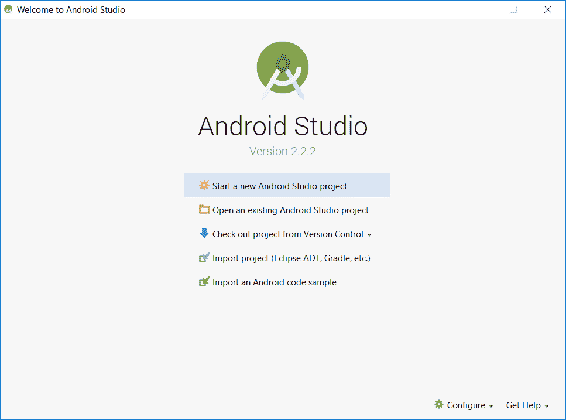 Welcome to Android Studio
Android Studio
Version 2.2.2
Start a new Android Studio project
Open an existing Android Studio project
Check out project from Version Control
Import project (Eclipse ADT, Gradle, etc.)
Import an Android code sample
Configure Get Help